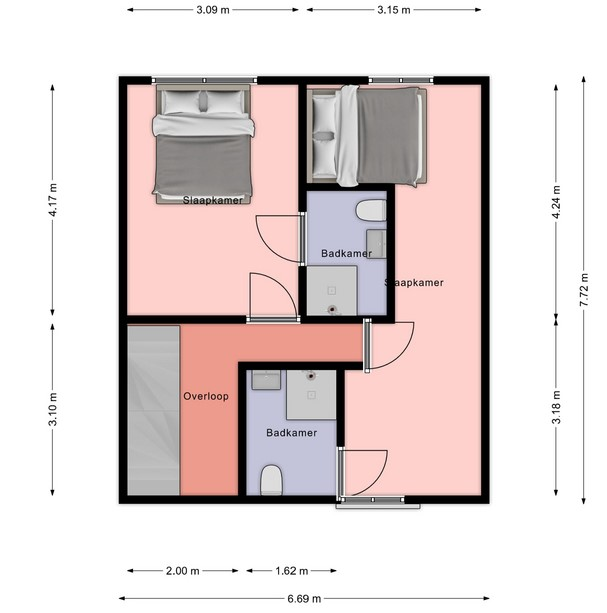 3.09 m
3.15 m
4.17 m
4.24 m
7.72 m
Slaapkamer
Badkamer
Slaapkamer
3.10 m
3.18 m
Overloop
Badkamer
2.00 m
1.62 m
6.69 m